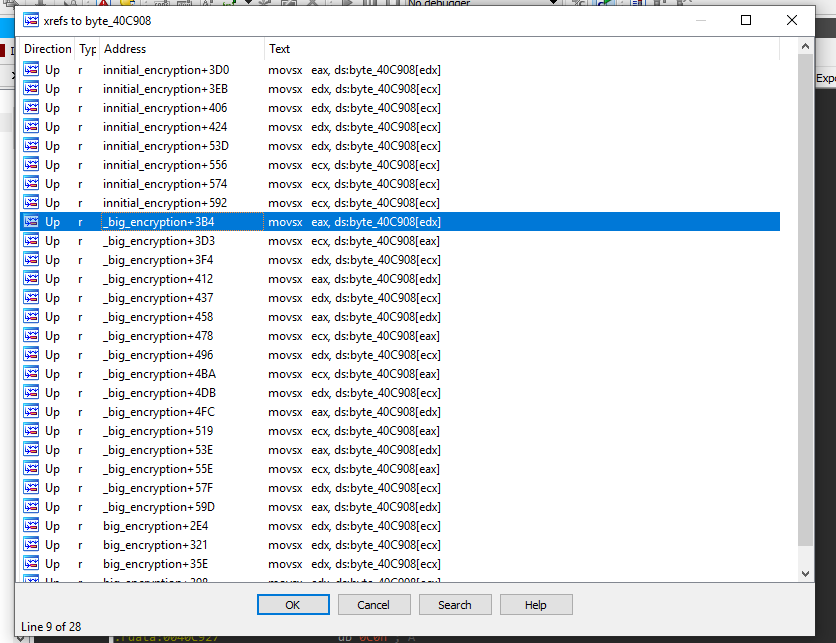 No debugger
xrefs to byte_40C908
Direction Typ Address Text
Up r innitial_encryption+3D0 movsx eax, ds:byte_40C908[edx]
Up r innitial_encryption+3EB movsx edx, ds:byte_40C908[ecx]
Up r innitial_encryption+406 movsx edx, ds:byte_40C908[ecx]
Up r innitial_encryption+424 movsx edx, ds:byte_40C908[ecx]
Up r innitial_encryption+53D movsx edx, ds:byte_40C908[ecx]
Up r innitial_encryption+556 movsx ecx, ds:byte_40C908[ecx]
Up r innitial_encryption+574 movsx ecx, ds:byte_40C908[ecx]
Up r innitial_encryption+592 movsx ecx, ds:byte_40C908[ecx]
Up r _big_encryption+3B4 movsx eax, ds:byte_40C908[edx]
Up r _big_encryption+3D3 movsx ecx, ds:byte_40C908[eax]
Up r _big_encryption+3F4 movsx edx, ds:byte_40C908[ecx]
Up r _big_encryption+412 movsx eax, ds:byte_40C908[edx]
Up r _big_encryption+437 movsx edx, ds:byte_40C908[ecx]
Up r _big_encryption+458 movsx eax, ds:byte_40C908[edx]
Up r _big_encryption+478 movsx ecx, ds:byte_40C908[eax]
Up r _big_encryption+496 movsx edx, ds:byte_40C908[ecx]
Up r _big_encryption+4BA movsx ecx, ds:byte_40C908[eax]
Up r _big_encryption+4DB movsx edx, ds:byte_40C908[ecx]
Up r _big_encryption+4FC movsx eax, ds:byte_40C908[edx]
Up r _big_encryption+519 movsx ecx, ds:byte_40C908[eax]
Up r _big_encryption+53E movsx eax, ds:byte_40C908[edx]
Up r _big_encryption+55E movsx ecx, ds:byte_40C908[eax]
Up r _big_encryption+57F movsx edx, ds:byte_40C908[ecx]
Up r _big_encryption+59D movsx eax, ds:byte_40C908[edx]
Up r big_encryption+2E4 movsx edx, ds:byte_40C908[ecx]
Up r big_encryption+321 movsx edx, ds:byte_40C908[ecx]
Up r big_encryption+35E movsx edx, ds:byte_40C908[ecx]
OK Cancel Search Help
Line 9 of 28